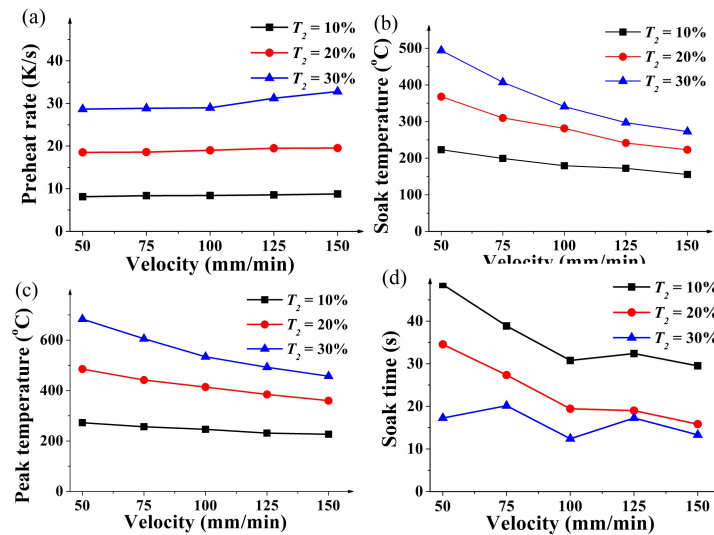 (a)
T2 = 10%
T2 = 20%
T2 = 30%
Preheat rate (K/s)
40
30
20
10
0
50 75 100 125 150
Velocity (mm/min)
(b)
T2 = 10%
T2 = 20%
T2 = 30%
Soak temperature (°C)
500
400
300
200
100
0
50 75 100 125 150
Velocity (mm/min)
(c)
T2 = 10%
T2 = 20%
T2 = 30%
Peak temperature (°C)
600
400
200
0
50 75 100 125 150
Velocity (mm/min)
(d)
T2 = 10%
T2 = 20%
T2 = 30%
Soak time (s)
40
30
20
10
0
50 75 100 125 150
Velocity (mm/min)